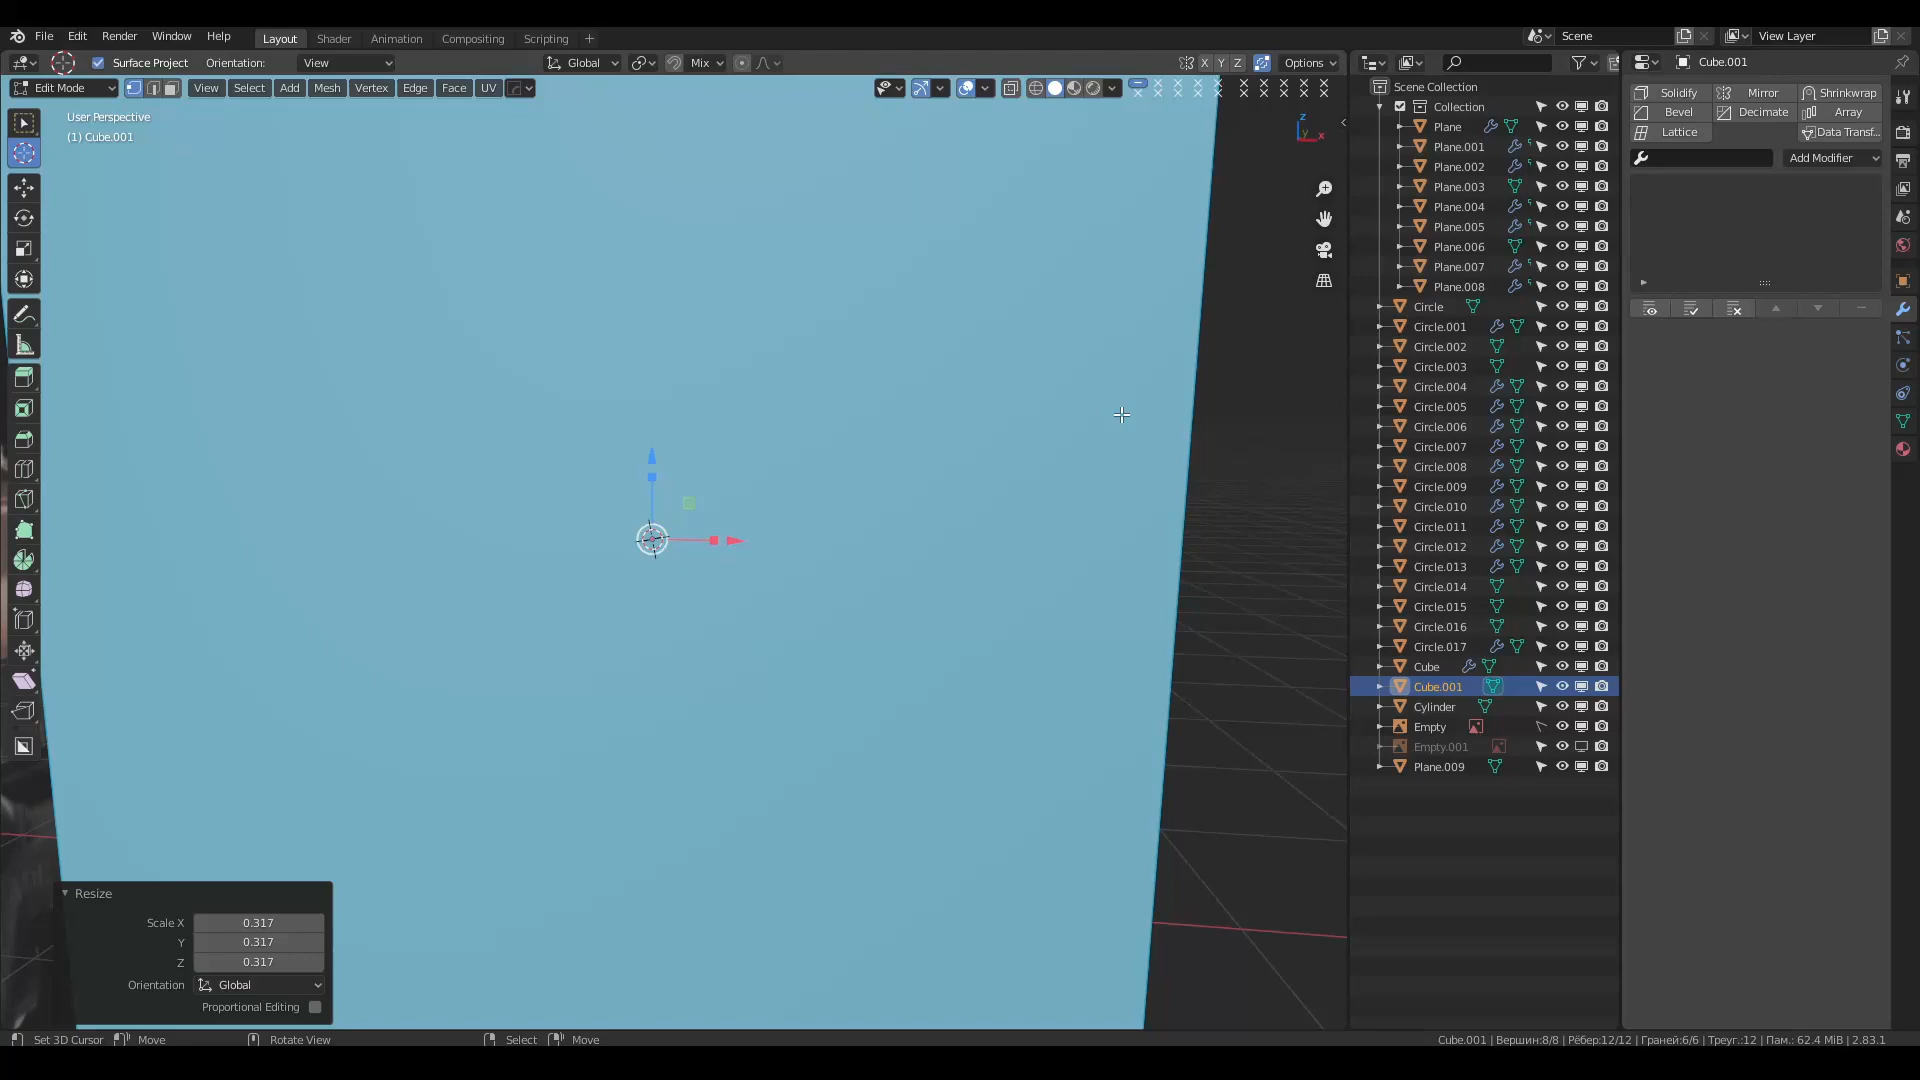 File Edit Render Window Help Layout Shader Animation Compositing Scripting + Scene View Layer
Surface Project Orientation: View Global Mix X Y Z Options Cube.001
Edit Mode View Select Add Mesh Vertex Edge Face UV
User Perspective
(1) Cube.001
Z
Y
X
Scene Collection
Collection
Plane
Plane.001
Plane.002
Plane.003
Plane.004
Plane.005
Plane.006
Plane.007
Plane.008
Circle
Circle.001
Circle.002
Circle.003
Circle.004
Circle.005
Circle.006
Circle.007
Circle.008
Circle.009
Circle.010
Circle.011
Circle.012
Circle.013
Circle.014
Circle.015
Circle.016
Circle.017
Cube
Cube.001
Cylinder
Empty
Empty.001
Plane.009
Solidify Mirror Shrinkwrap
Bevel Decimate Array
Lattice Data Transf...
Add Modifier
Resize
Scale X 0.317
Y 0.317
Z 0.317
Orientation Global
Proportional Editing
Set 3D Cursor Move Rotate View Select Move Cube.001 | Вершин:8/8 | Рёбер:12/12 | Граней:6/6 | Треуг.:12 | Пам.: 62.4 MiB | 2.83.1